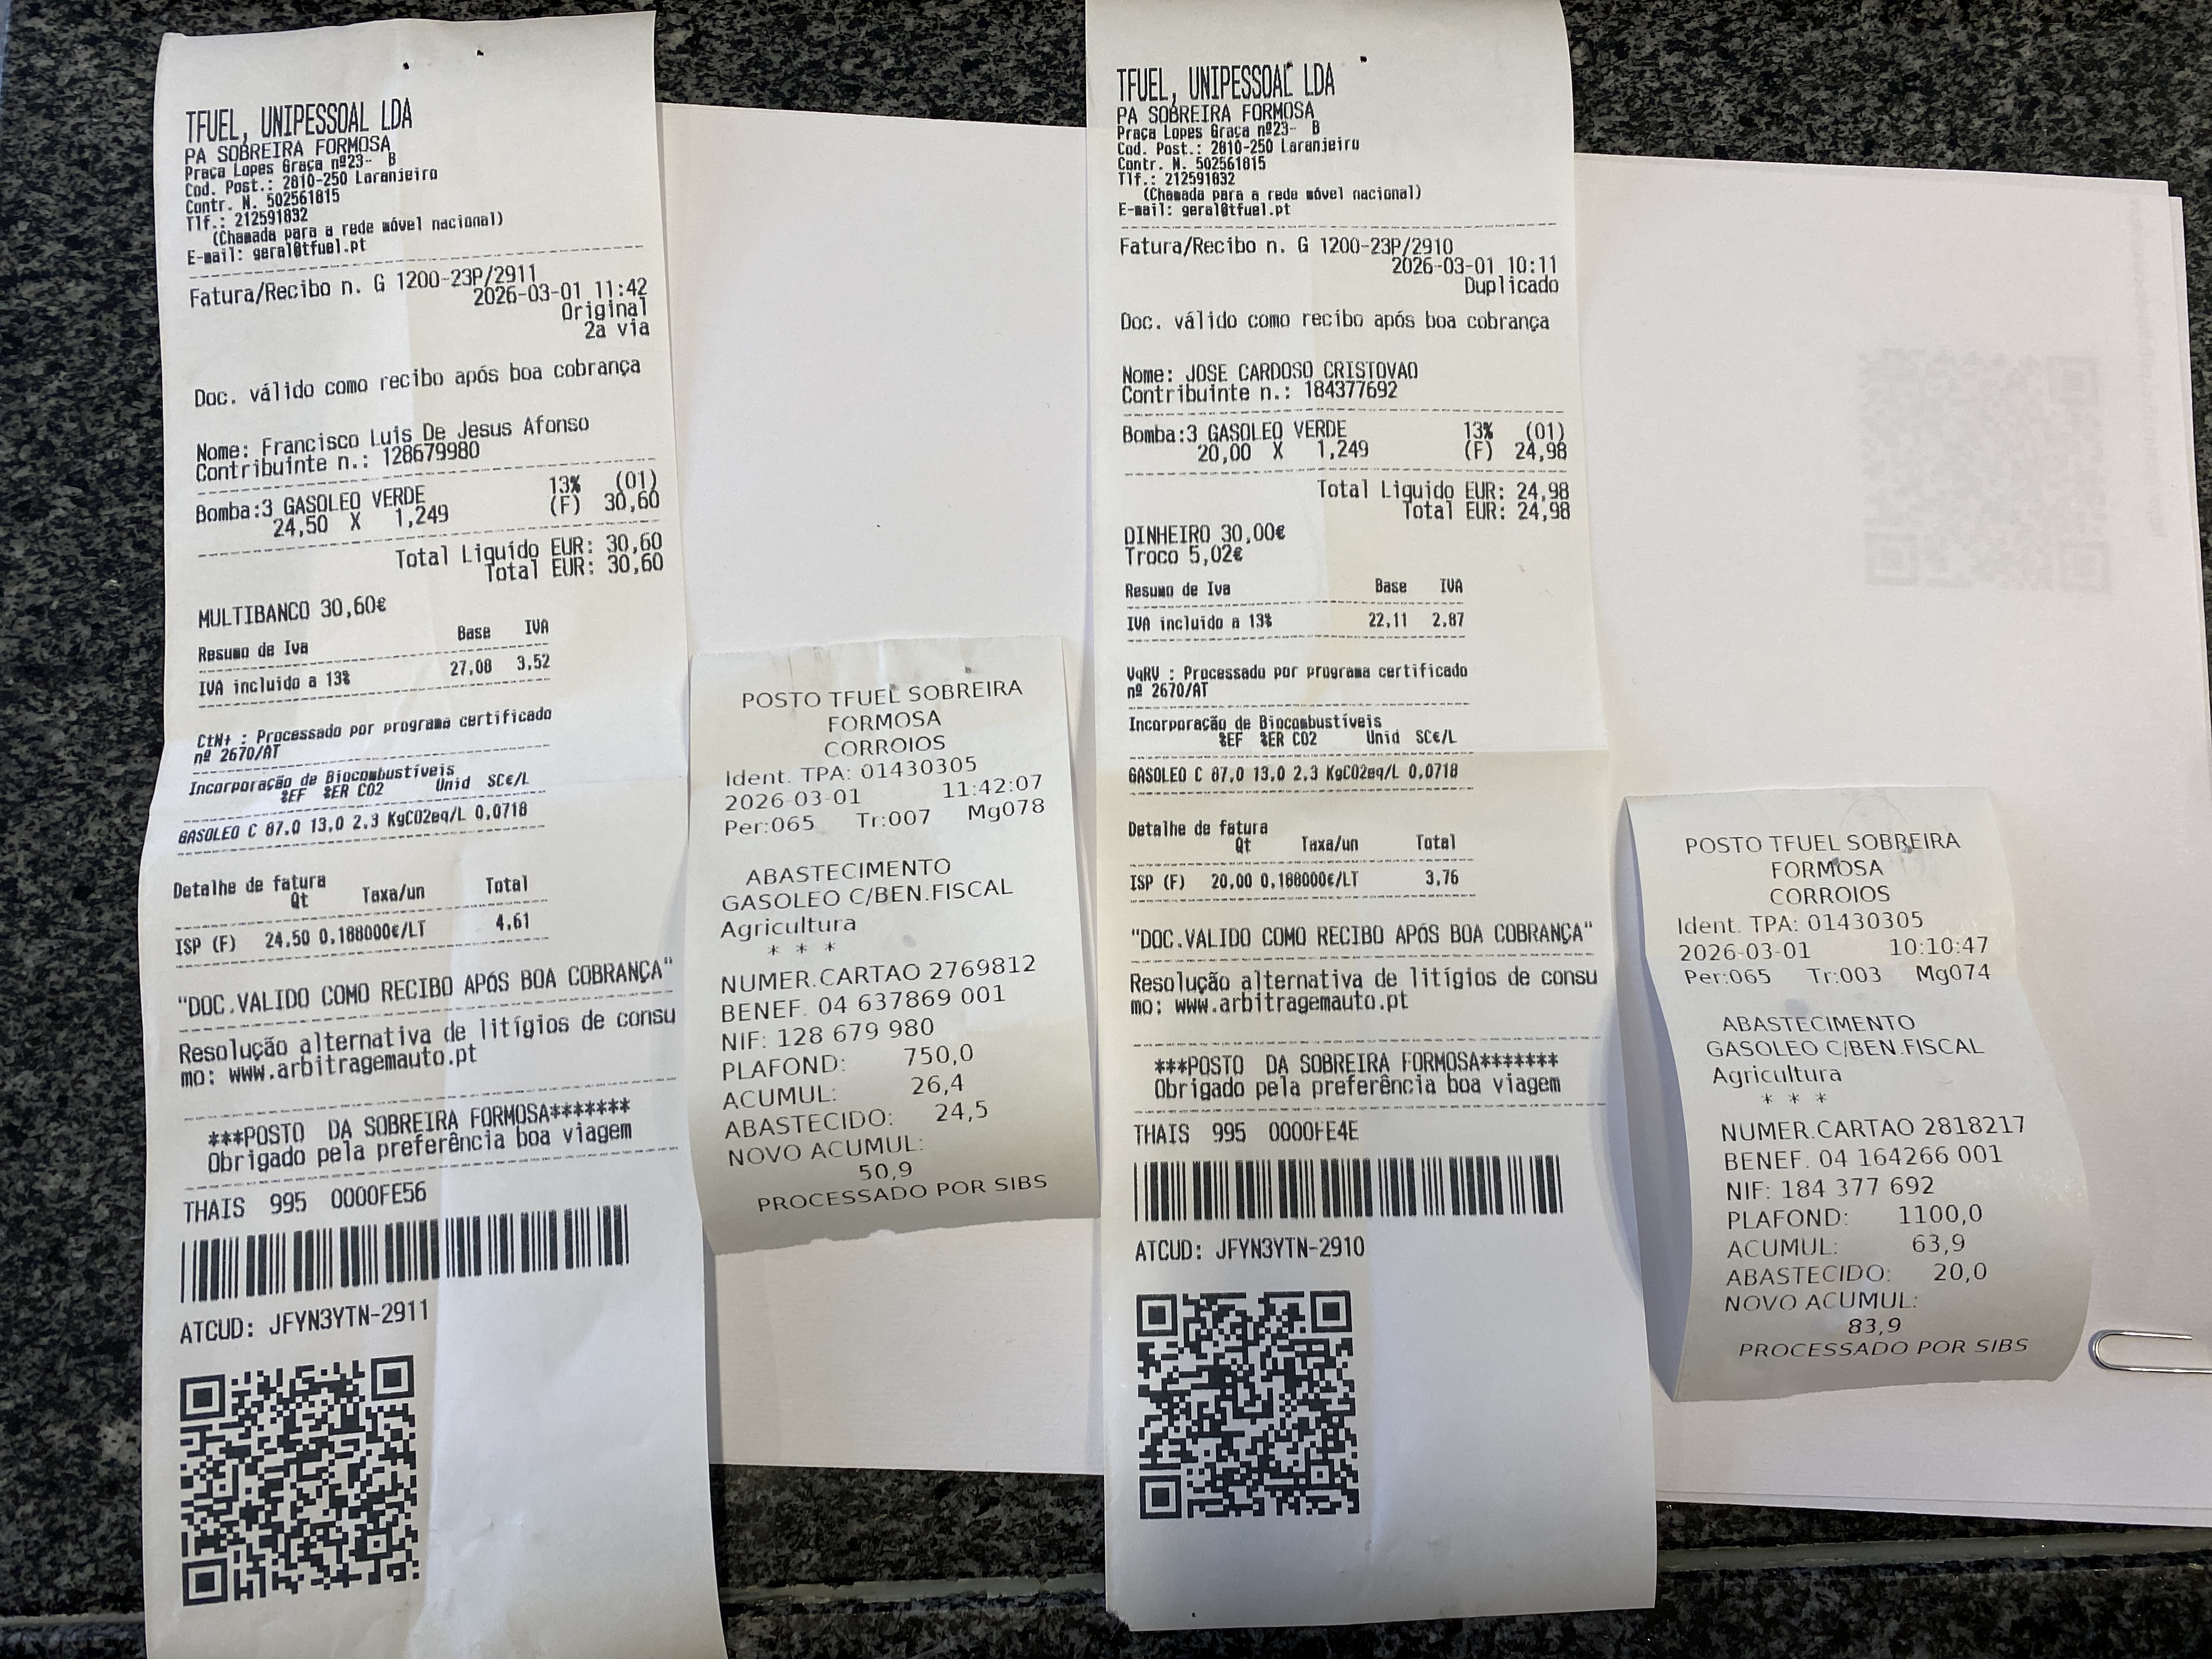 TFUEL, UNIPESSOAL LDA
PA SOBREIRA FORMOSA
Praça Lopes Graça nº23- B
Cod. Post.: 2810-250 Laranjeiro
Contr. N. 502561815
Tlf.: 212591832
(Chamada para a rede móvel nacional)
E-mail: geral@tfuel.pt
Fatura/Recibo n. G 1200-23P/2911
2026-03-01 11:42
Original
2a via
Doc. válido como recibo após boa cobrança
Nome: Francisco Luis De Jesus Afonso
Contribuinte n.: 128679980
Bomba:3 GASOLEO VERDE 13% (01)
24,50 X 1,249 (F) 30,60
Total Liquído EUR: 30,60
Total EUR: 30,60
MULTIBANCO 30,60€
Resumo de Iva Base IVA
IVA incluido a 13% 27,08 3,52
CtN+ : Processado por programa certificado
nº 2670/AT
Incorporação de Biocombustíveis
%EF %ER CO2 Unid SC€/L
GASOLEO C 87,0 13,0 2,3 KgCO2eq/L 0,0718
Detalhe de fatura
Qt Taxa/un Total
ISP (F) 24,50 0,188000€/LT 4,61
"DOC.VALIDO COMO RECIBO APÓS BOA COBRANÇA"
Resolução alternativa de litígios de consu
mo: www.arbitragemauto.pt
***POSTO DA SOBREIRA FORMOSA*******
Obrigado pela preferência boa viagem
THAIS 995 0000FE56
ATCUD: JFYN3YTN-2911
POSTO TFUEL SOBREIRA
FORMOSA
CORROIOS
Ident. TPA: 01430305
2026-03-01 11:42:07
Per:065 Tr:007 Mg078
ABASTECIMENTO
GASOLEO C/BEN.FISCAL
Agricultura
* * *
NUMER.CARTAO 2769812
BENEF. 04 637869 001
NIF: 128 679 980
PLAFOND: 750,0
ACUMUL: 26,4
ABASTECIDO: 24,5
NOVO ACUMUL:
50,9
PROCESSADO POR SIBS
TFUEL, UNIPESSOAL LDA
PA SOBREIRA FORMOSA
Praça Lopes Graça nº23- B
Cod. Post.: 2810-250 Laranjeiro
Contr. N. 502561815
Tlf.: 212591832
(Chamada para a rede móvel nacional)
E-mail: geral@tfuel.pt
Fatura/Recibo n. G 1200-23P/2910
2026-03-01 10:11
Duplicado
Doc. válido como recibo após boa cobrança
Nome: JOSE CARDOSO CRISTOVAO
Contribuinte n.: 184377692
Bomba:3 GASOLEO VERDE 13% (01)
20,00 X 1,249 (F) 24,98
Total Liquido EUR: 24,98
Total EUR: 24,98
DINHEIRO 30,00€
Troco 5,02€
Resumo de Iva Base IVA
IVA incluido a 13% 22,11 2,87
VqRV : Processado por programa certificado
nº 2670/AT
Incorporação de Biocombustíveis
%EF %ER CO2 Unid SC€/L
GASOLEO C 87,0 13,0 2,3 KgCO2eq/L 0,0718
Detalhe de fatura
Qt Taxa/un Total
ISP (F) 20,00 0,188000€/LT 3,76
"DOC.VALIDO COMO RECIBO APÓS BOA COBRANÇA"
Resolução alternativa de litígios de consu
mo: www.arbitragemauto.pt
***POSTO DA SOBREIRA FORMOSA*******
Obrigado pela preferência boa viagem
THAIS 995 0000FE4E
ATCUD: JFYN3YTN-2910
POSTO TFUEL SOBREIRA
FORMOSA
CORROIOS
Ident. TPA: 01430305
2026-03-01 10:10:47
Per:065 Tr:003 Mg074
ABASTECIMENTO
GASOLEO C/BEN.FISCAL
Agricultura
* * *
NUMER.CARTAO 2818217
BENEF. 04 164266 001
NIF: 184 377 692
PLAFOND: 1100,0
ACUMUL: 63,9
ABASTECIDO: 20,0
NOVO ACUMUL:
83,9
PROCESSADO POR SIBS